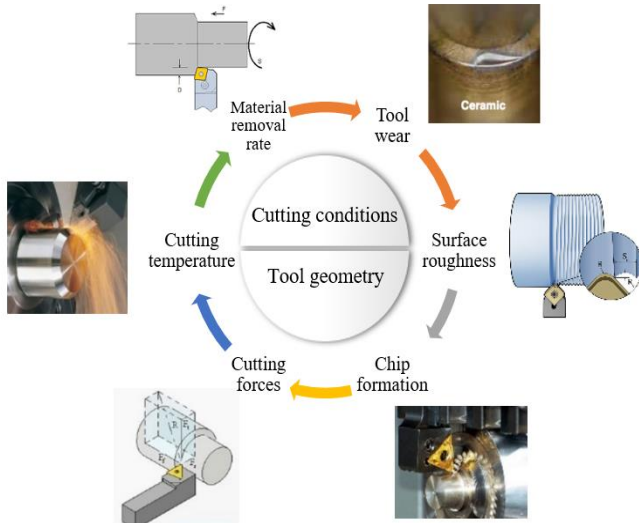 Material
removal
rate
Tool
wear
Ceramic
Cutting conditions
Tool geometry
Surface
roughness
Chip
formation
Cutting
forces
Cutting
temperature